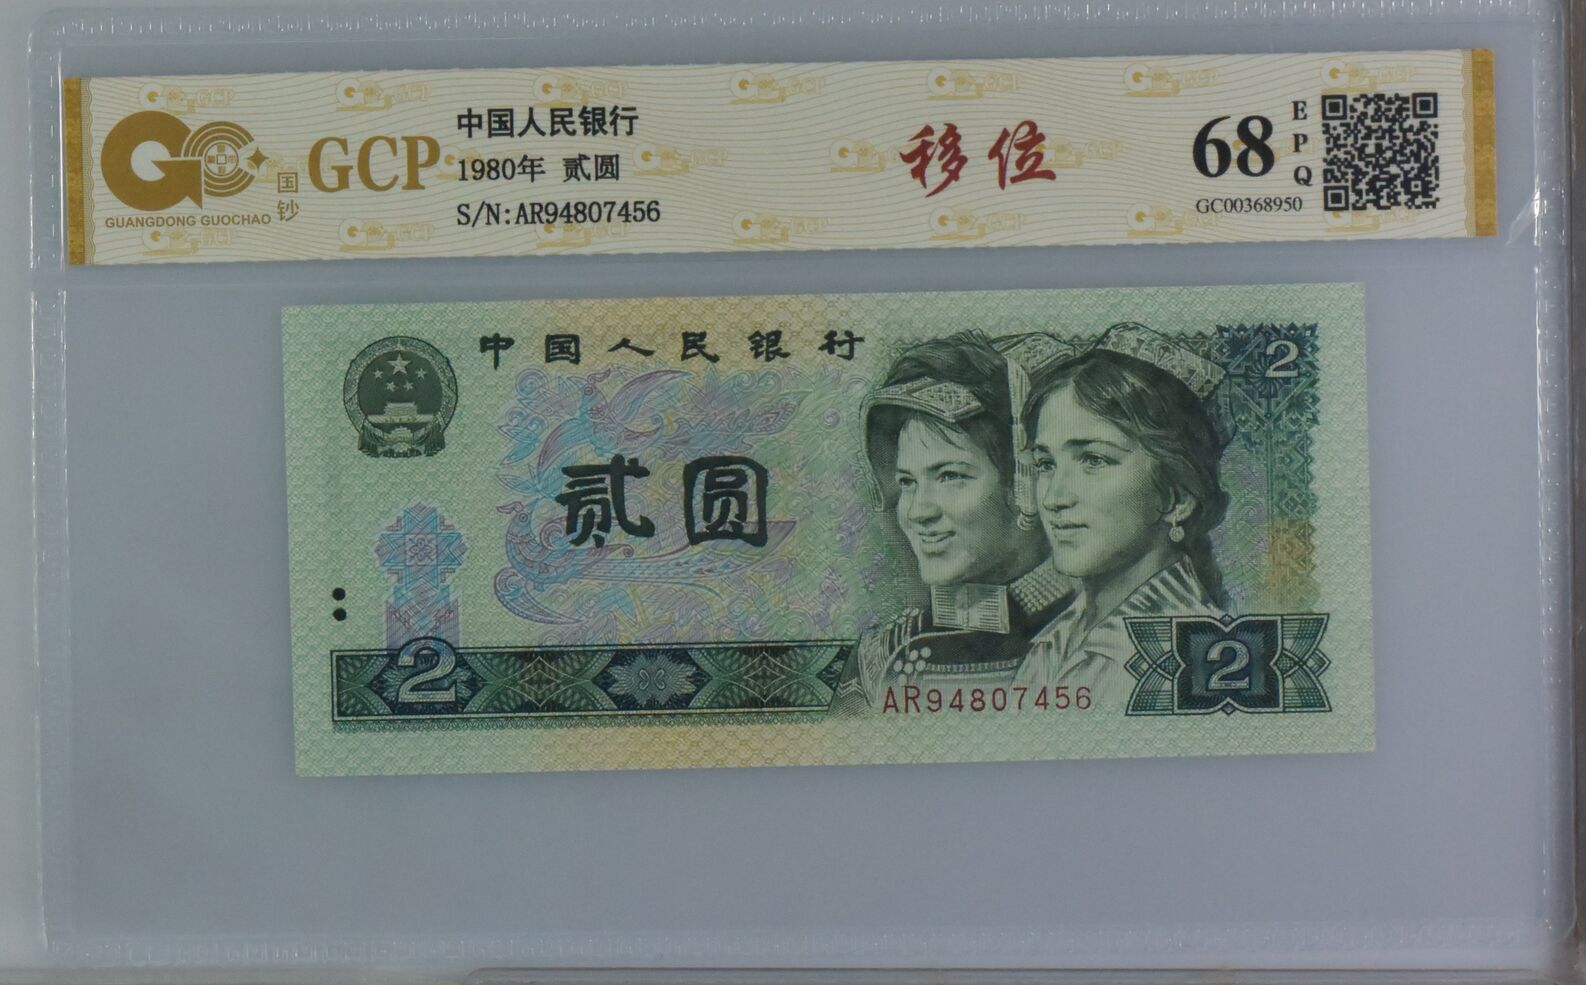 GUANGDONG GUOCHAO
国钞
GCP
中国人民银行
1980年 贰圆
S/N:AR94807456
移位
68
EPQ
GC00368950
中国人民银行
2
贰圆
2
AR94807456
2